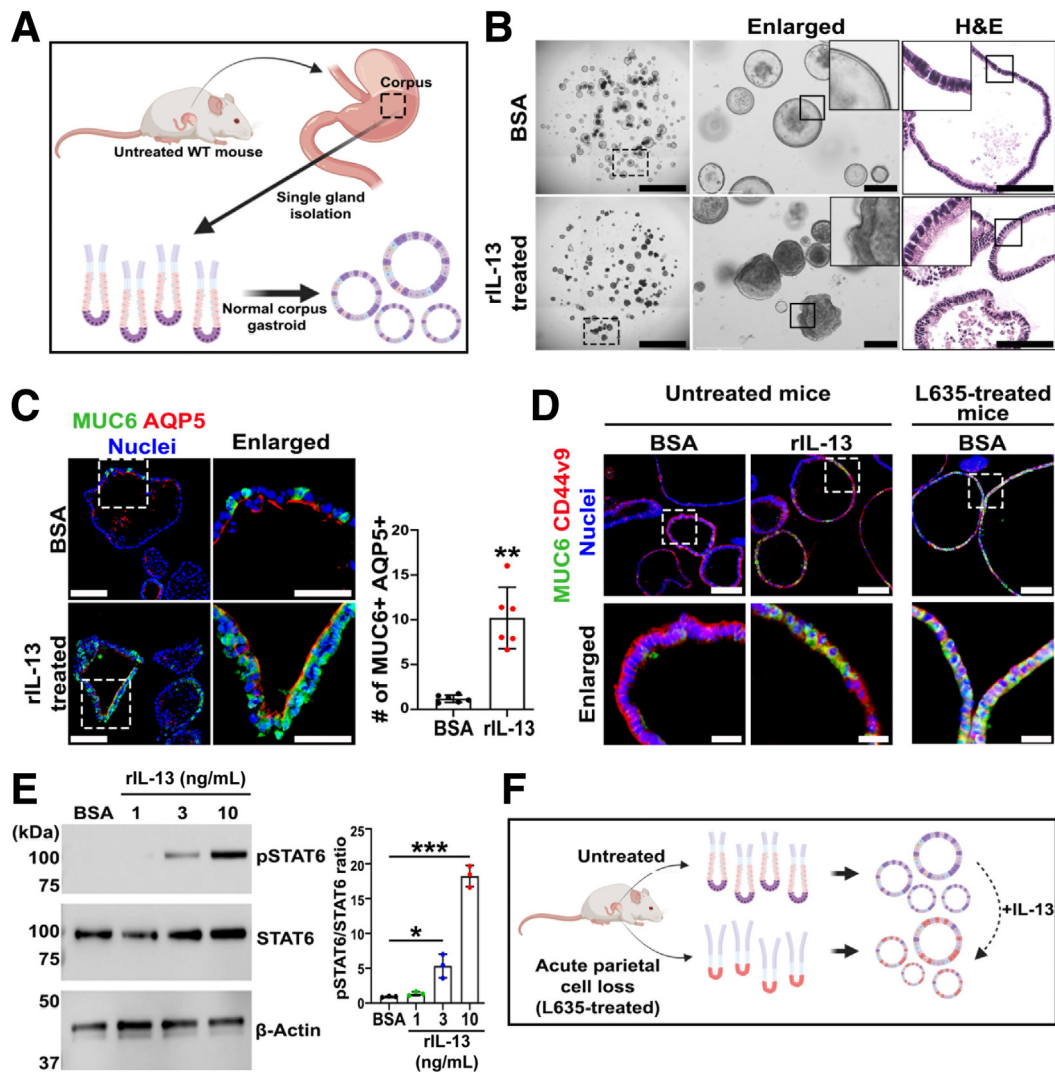 A
Corpus
Untreated WT mouse
Single gland
isolation
Normal corpus
gastroid
B
Enlarged
H&E
BSA
rIL-13
treated
C
MUC6 AQP5
Nuclei
Enlarged
BSA
rIL-13
treated
# of MUC6+ AQP5+
20
15
10
5
0
**
BSA rIL-13
D
Untreated mice
L635-treated
mice
BSA
rIL-13
BSA
MUC6 CD44v9
Nuclei
Enlarged
E
rIL-13 (ng/mL)
BSA 1 3 10
(kDa)
100
75
pSTAT6
100
75
STAT6
50
37
β-Actin
pSTAT6/STAT6 ratio
25
20
15
10
5
0
***
*
BSA 1 3 10
rIL-13
(ng/mL)
F
Untreated
+IL-13
Acute parietal
cell loss
(L635-treated)